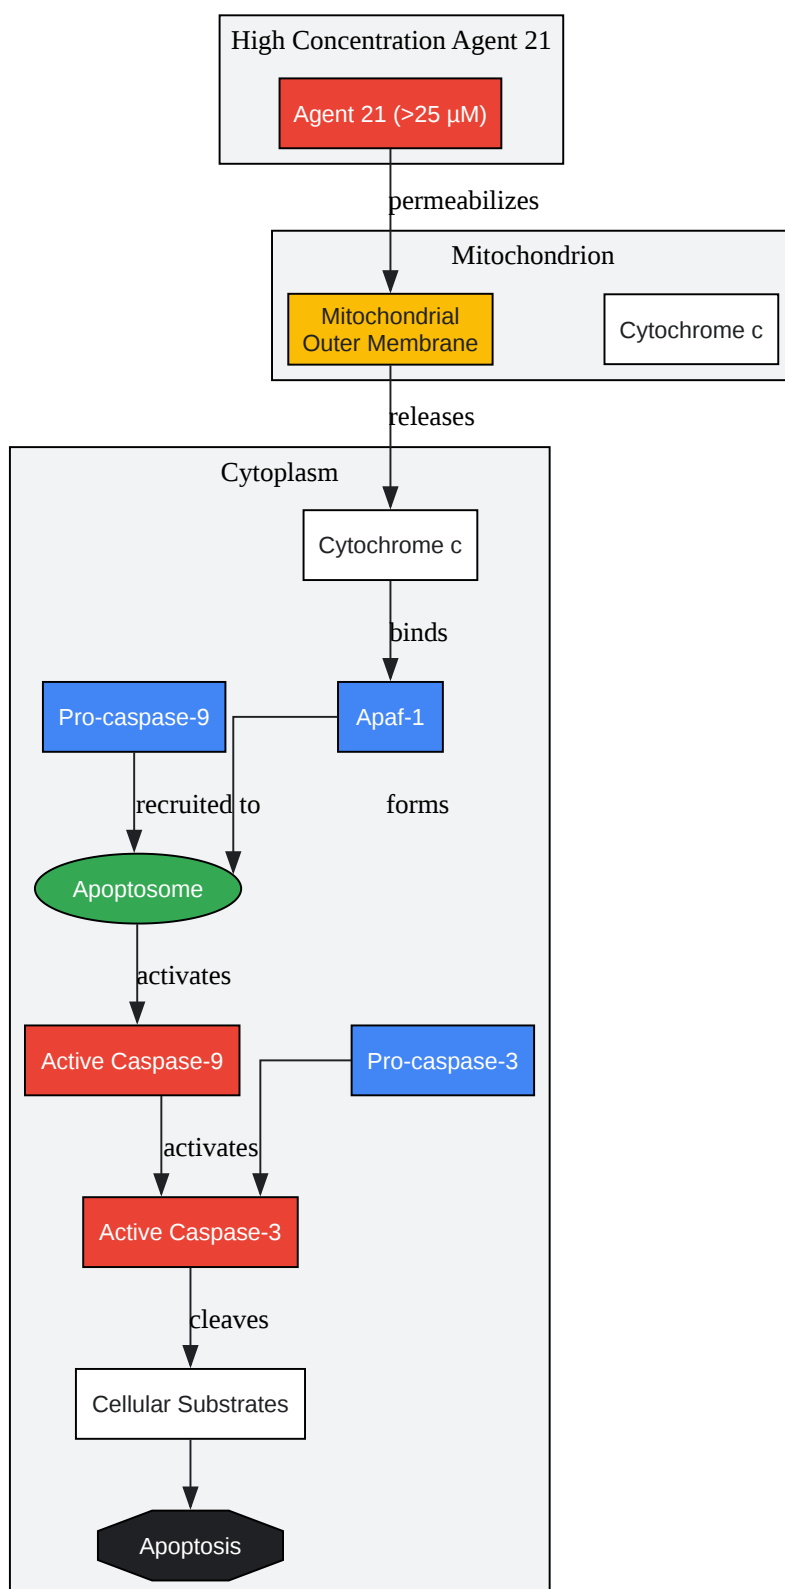 High Concentration Agent 21
Agent 21 (>25 µM)
permeabilizes
Mitochondrion
Mitochondrial
Outer Membrane
Cytochrome c
releases
Cytoplasm
Cytochrome c
binds
Pro-caspase-9
Apaf-1
recruited to
forms
Apoptosome
activates
Active Caspase-9
Pro-caspase-3
activates
Active Caspase-3
cleaves
Cellular Substrates
Apoptosis